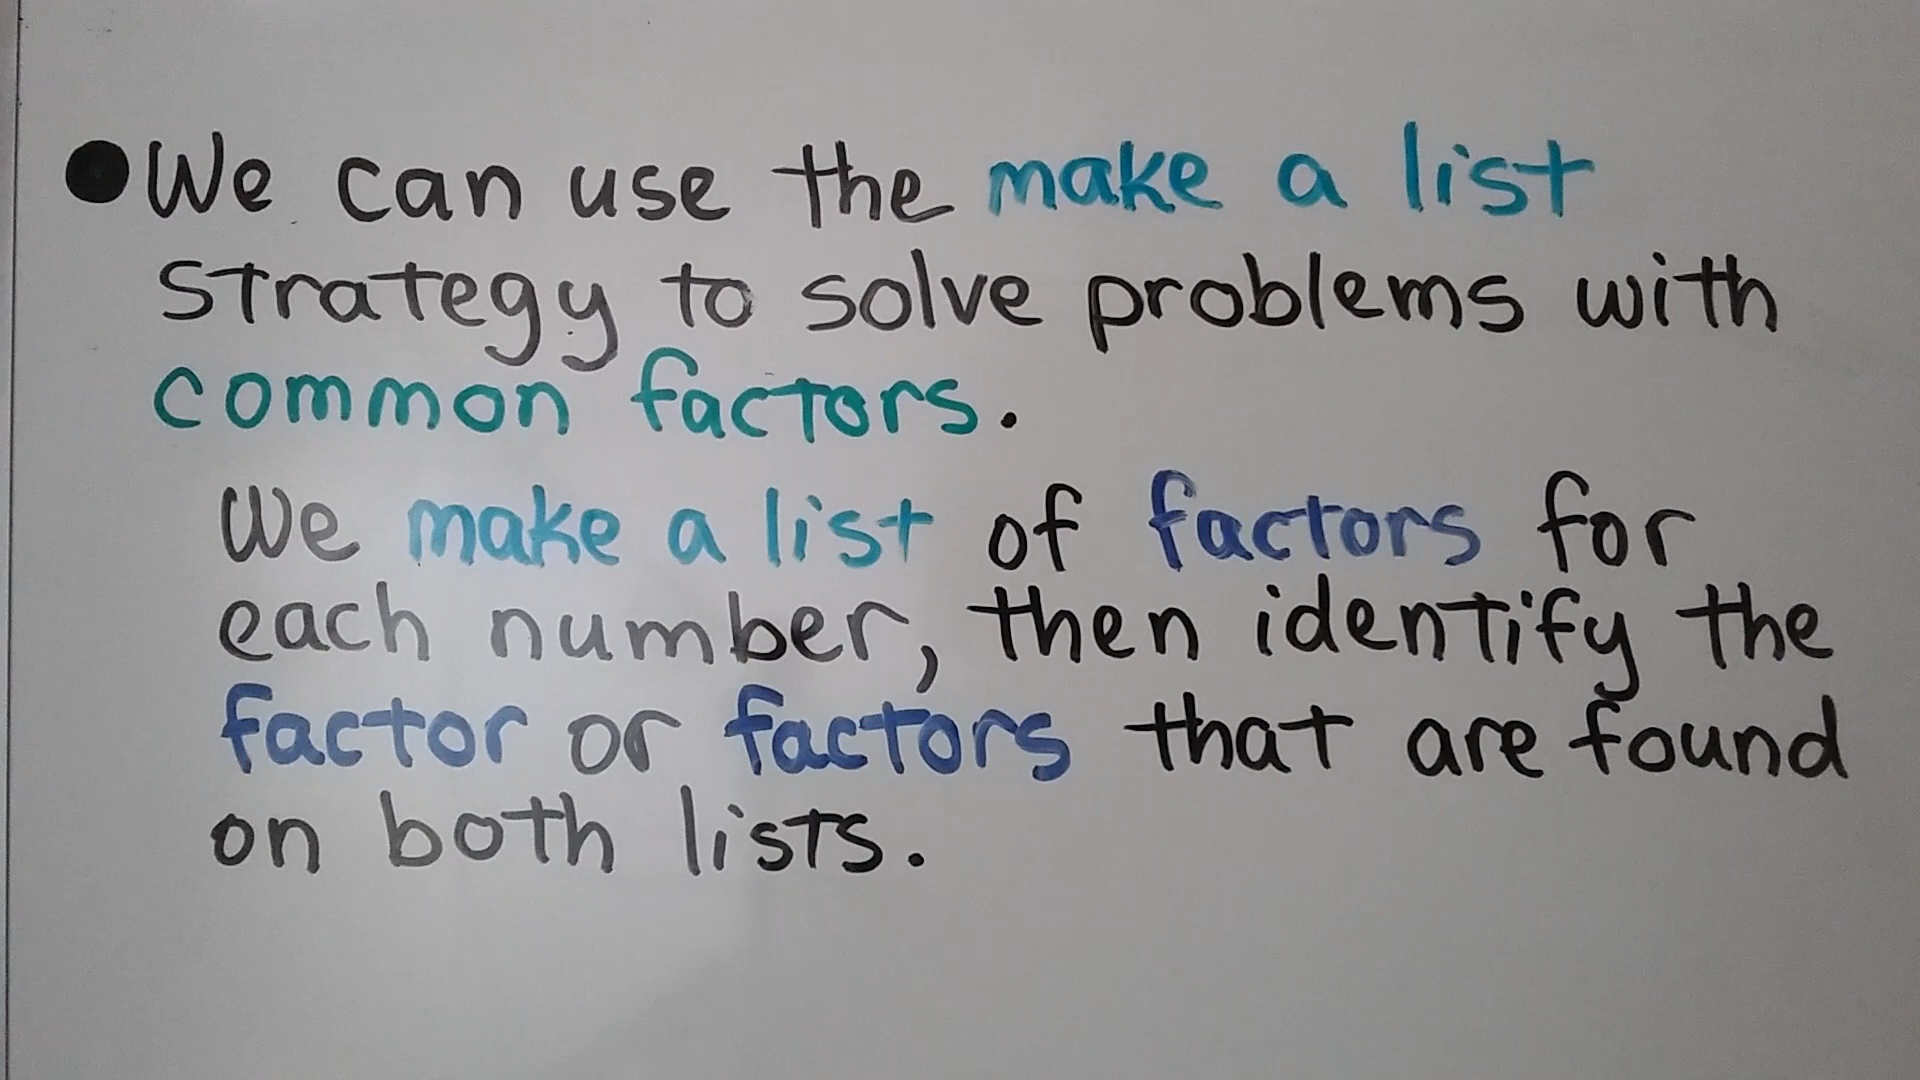 ●We can use the make a list
strategy to solve problems with
common factors.
We make a list of factors for
each number, then identify the
factor or factors that are found
on both lists.